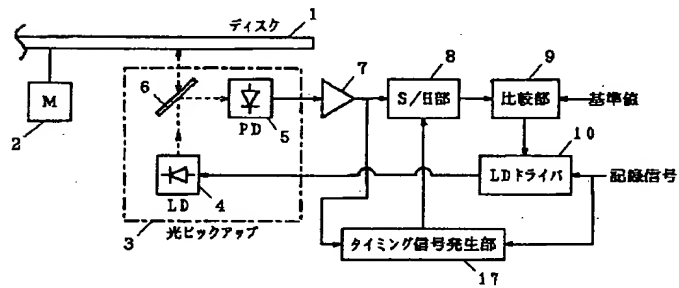 ディスク
1
M
2
6
PD
5
7
8
S/H部
9
比較部
基準値
10
LDドライバ
記録信号
LD
4
3
光ピックアップ
タイミング信号発生部
17